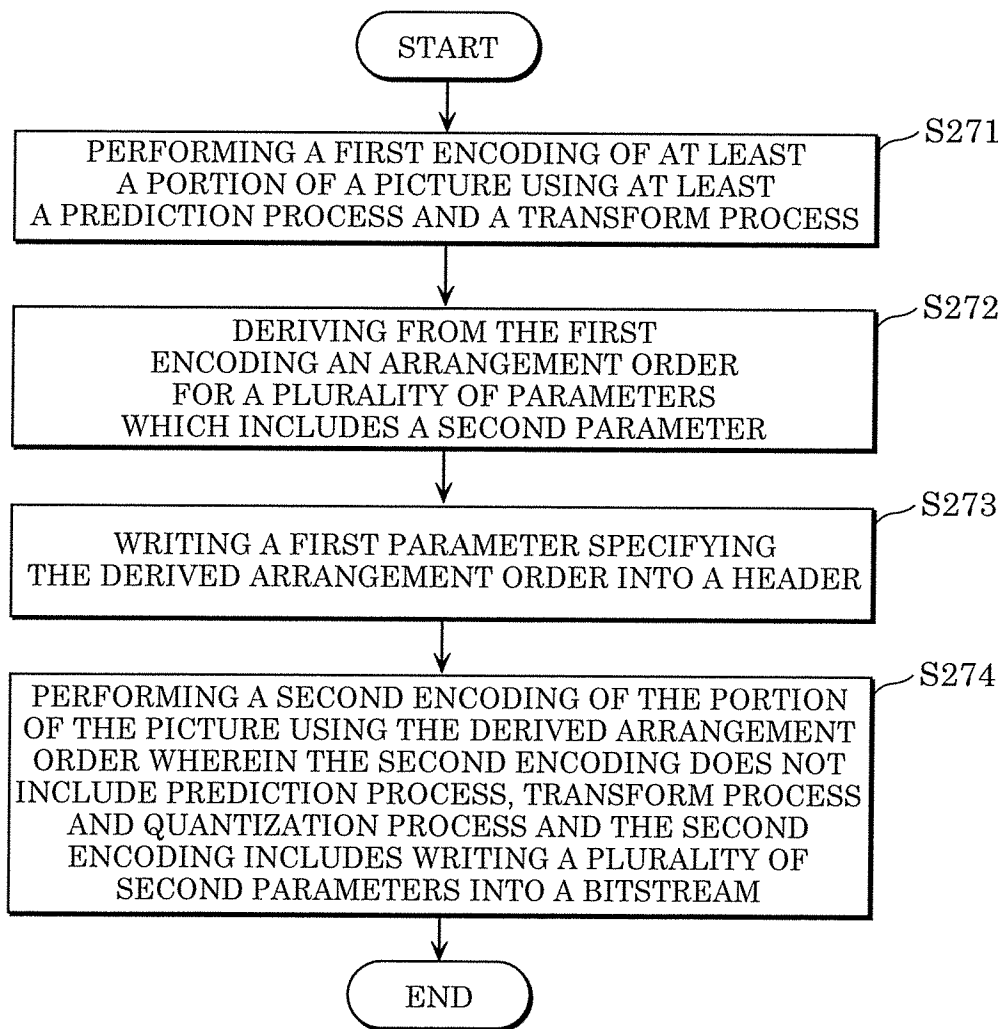 START
S271
PERFORMING A FIRST ENCODING OF AT LEAST
A PORTION OF A PICTURE USING AT LEAST
A PREDICTION PROCESS AND A TRANSFORM PROCESS
S272
DERIVING FROM THE FIRST
ENCODING AN ARRANGEMENT ORDER
FOR A PLURALITY OF PARAMETERS
WHICH INCLUDES A SECOND PARAMETER
S273
WRITING A FIRST PARAMETER SPECIFYING
THE DERIVED ARRANGEMENT ORDER INTO A HEADER
S274
PERFORMING A SECOND ENCODING OF THE PORTION
OF THE PICTURE USING THE DERIVED ARRANGEMENT
ORDER WHEREIN THE SECOND ENCODING DOES NOT
INCLUDE PREDICTION PROCESS, TRANSFORM PROCESS
AND QUANTIZATION PROCESS AND THE SECOND
ENCODING INCLUDES WRITING A PLURALITY OF
SECOND PARAMETERS INTO A BITSTREAM
END